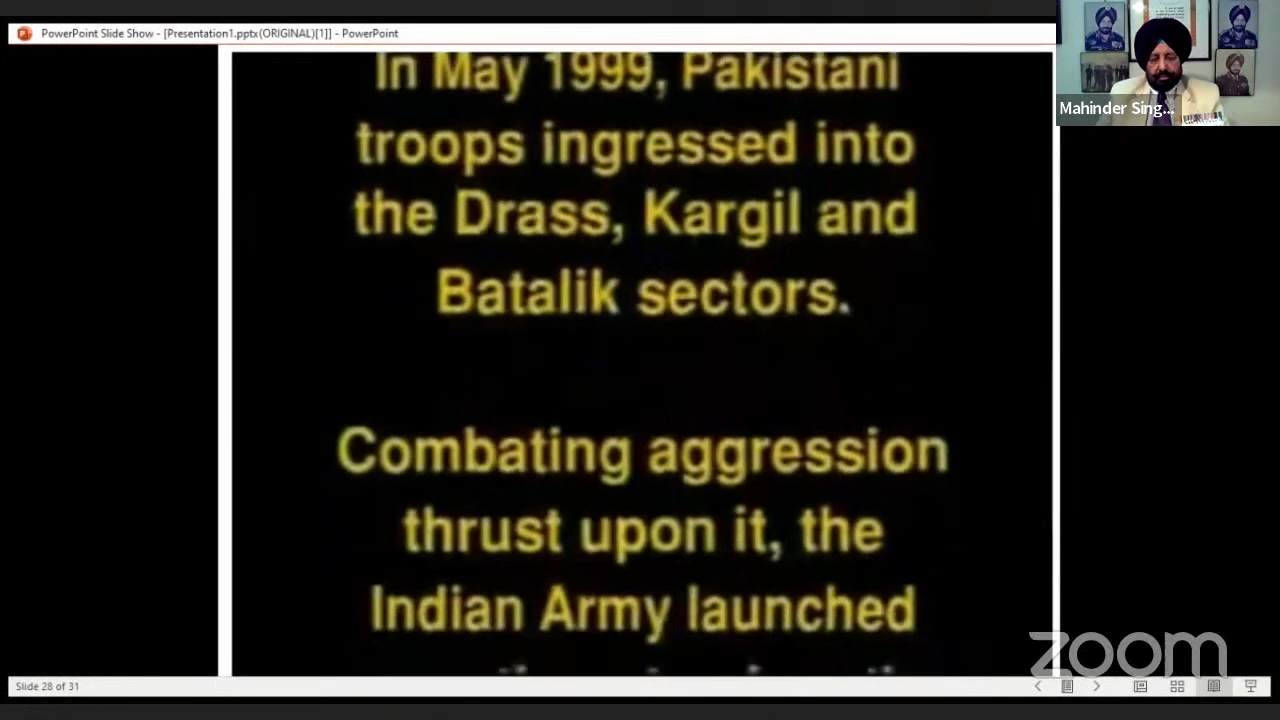 PowerPoint Slide Show - [Presentation1.pptx(ORIGINAL)[1]] - PowerPoint
Mahinder Sing...
In May 1999, Pakistani
troops ingressed into
the Drass, Kargil and
Batalik sectors.
Combating aggression
thrust upon it, the
Indian Army launched
zoom
Slide 28 of 31